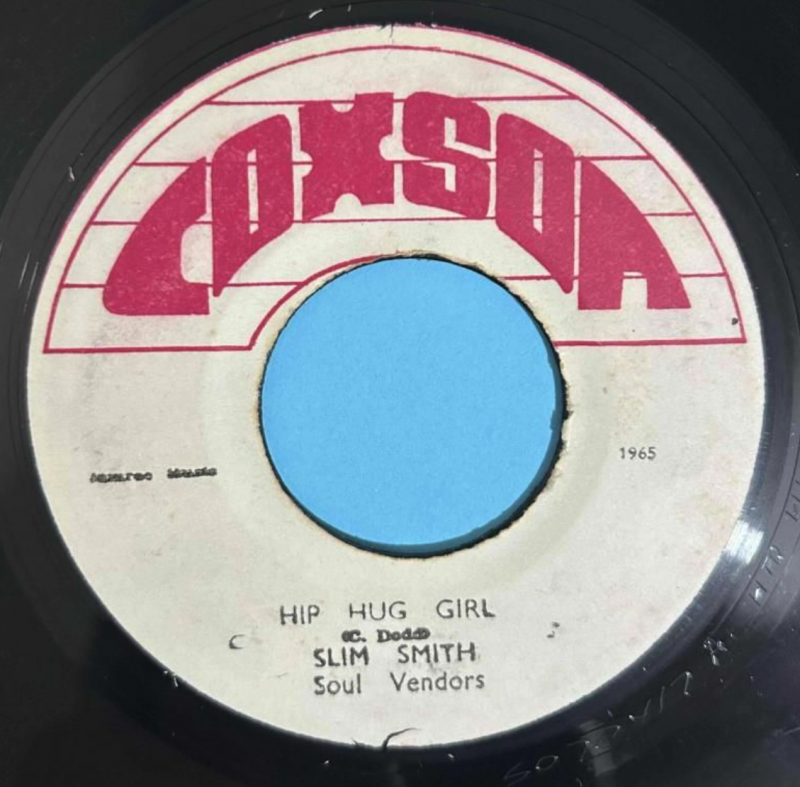 COXSON
1965
HIP HUG GIRL
(C. Dodd)
SLIM SMITH
Soul Vendors